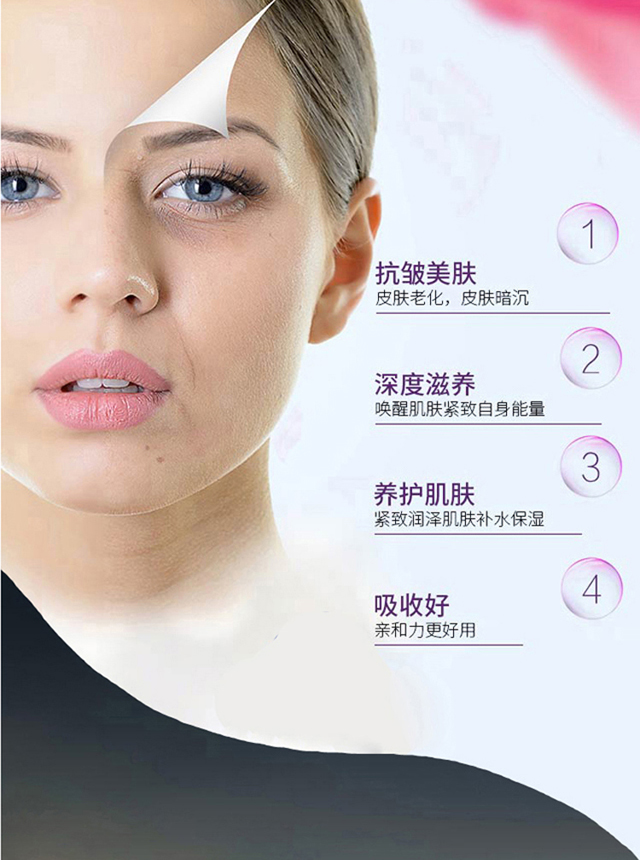 1
抗皱美肤
皮肤老化，皮肤暗沉
2
深度滋养
唤醒肌肤紧致自身能量
3
养护肌肤
紧致润泽肌肤补水保湿
4
吸收好
亲和力更好用